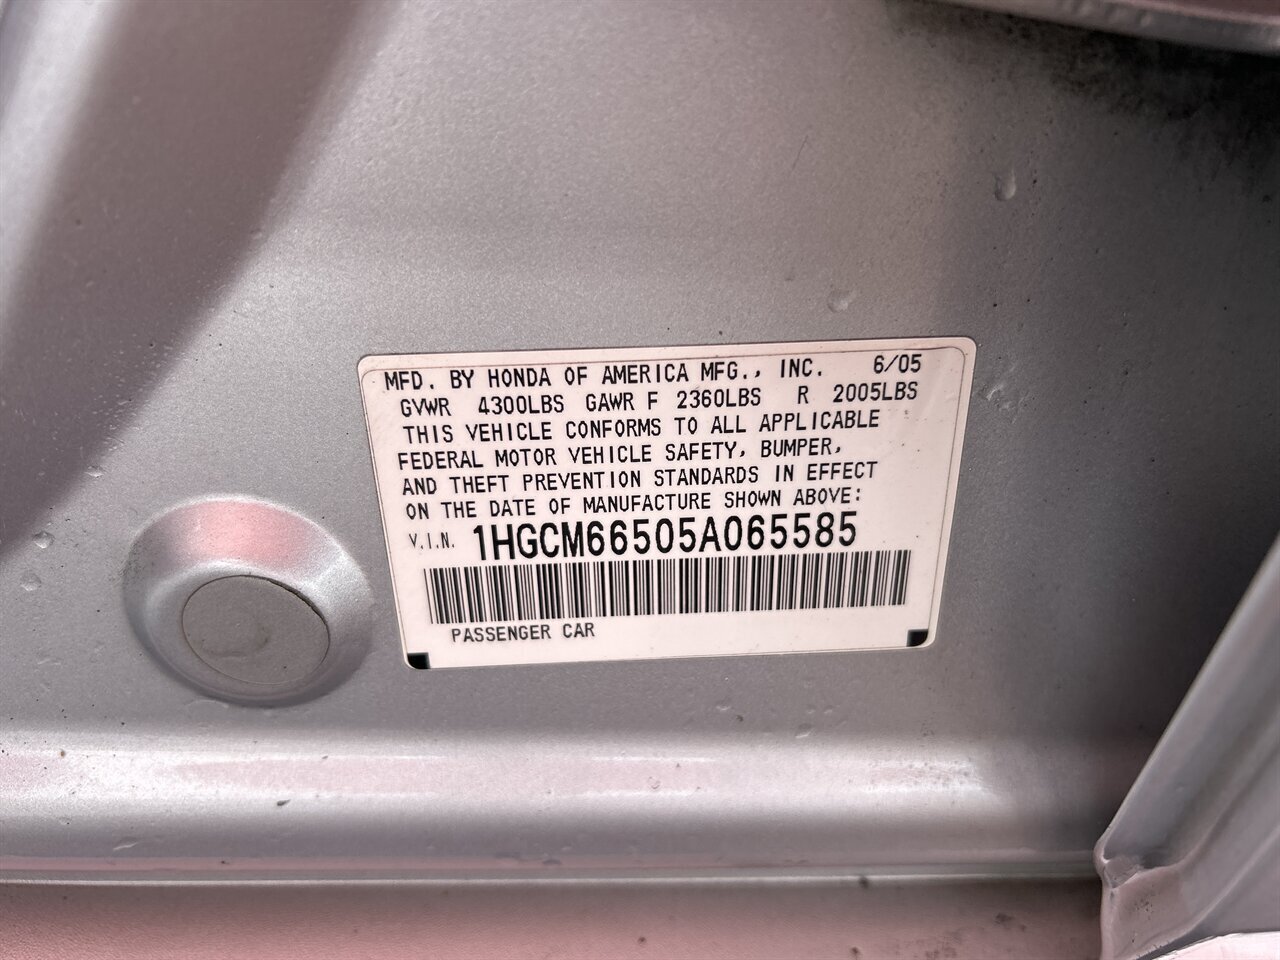 MFD. BY HONDA OF AMERICA MFG., INC. 6/05
GVWR 4300LBS GAWR F 2360LBS R 2005LBS
THIS VEHICLE CONFORMS TO ALL APPLICABLE
FEDERAL MOTOR VEHICLE SAFETY, BUMPER,
AND THEFT PREVENTION STANDARDS IN EFFECT
ON THE DATE OF MANUFACTURE SHOWN ABOVE:
V.I.N. 1HGCM66505A065585
PASSENGER CAR